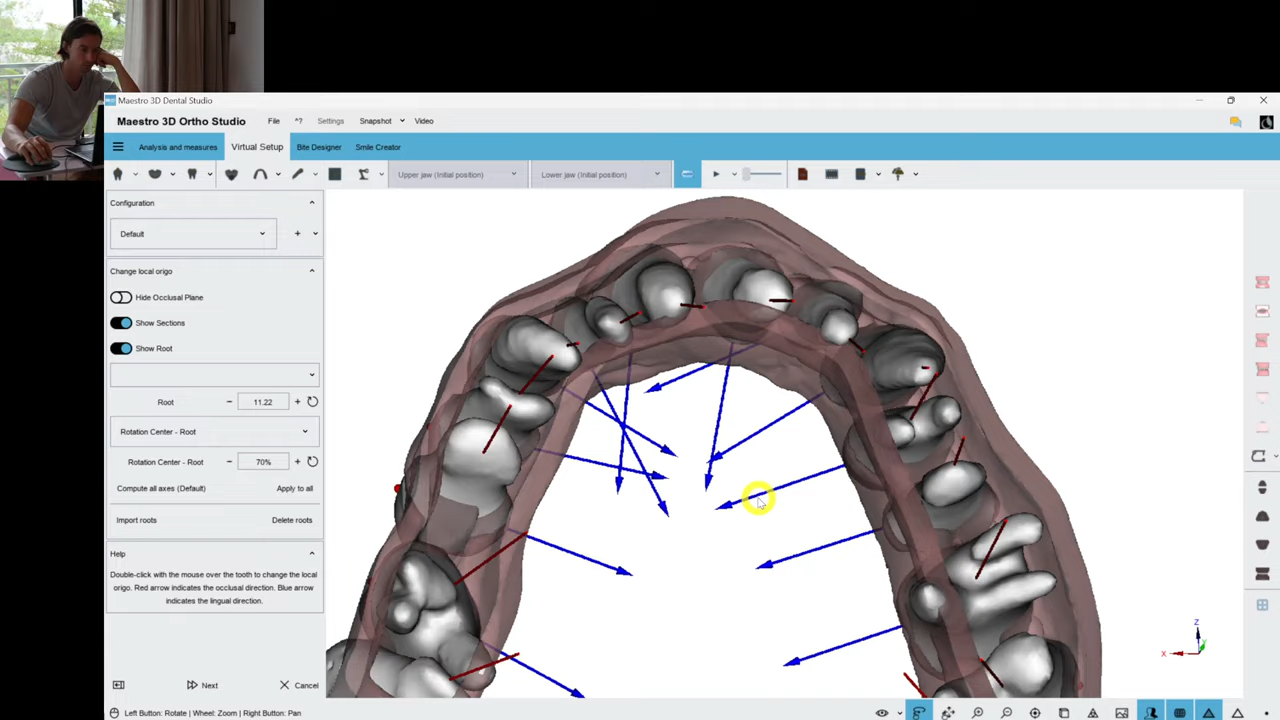 Maestro 3D Dental Studio
Maestro 3D Ortho Studio File ^? Settings Snapshot Video
Analysis and measures Virtual Setup Bite Designer Smile Creator
Upper jaw (Initial position) Lower jaw (Initial position)
Configuration
Default
Change local origo
Hide Occlusal Plane
Show Sections
Show Root
Root 11.22
Rotation Center - Root
Rotation Center - Root 70%
Compute all axes (Default) Apply to all
Import roots Delete roots
Help
Double-click with the mouse over the tooth to change the local
origo. Red arrow indicates the occlusal direction. Blue arrow
indicates the lingual direction.
Next Cancel
Z
X Y
Left Button: Rotate | Wheel: Zoom | Right Button: Pan